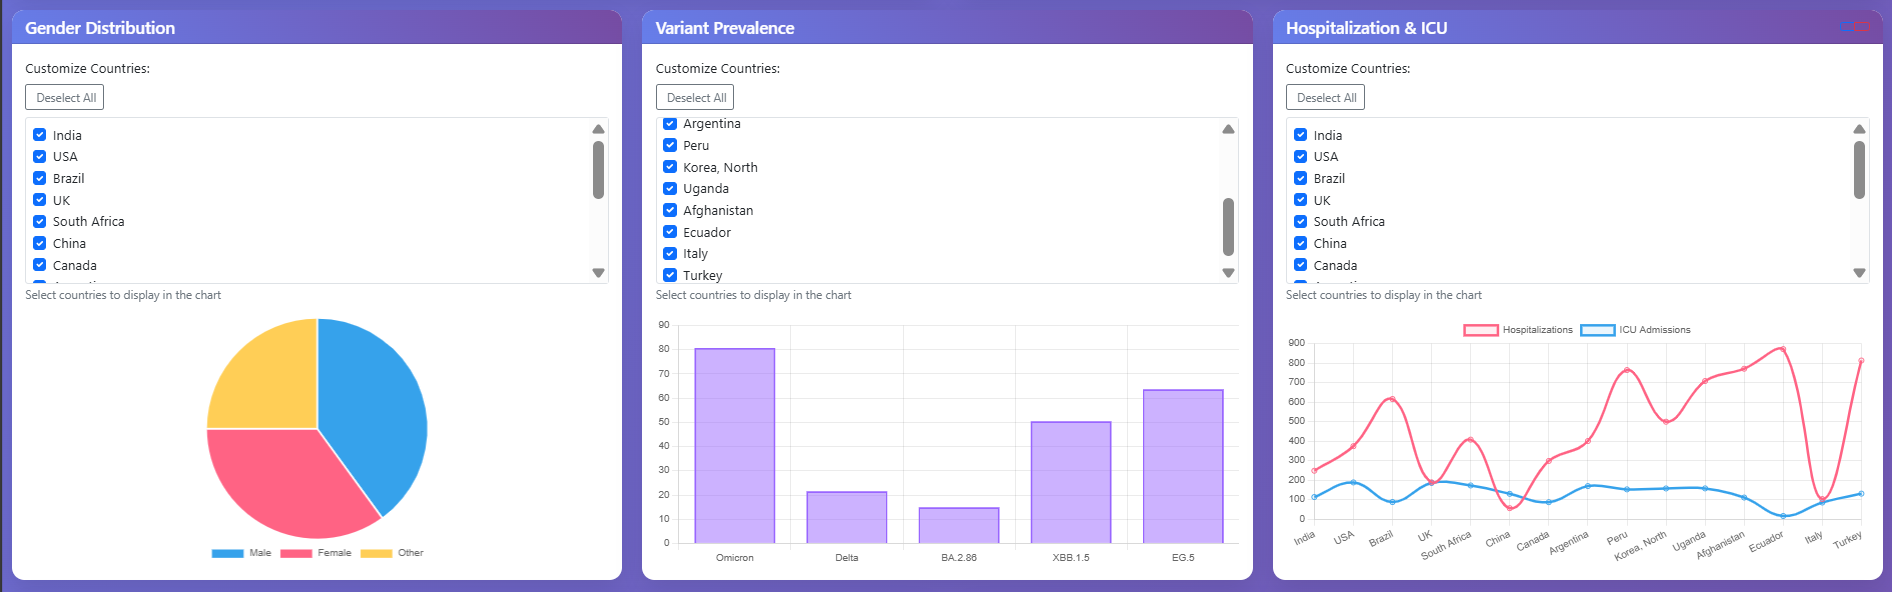 Gender Distribution
Customize Countries:
Deselect All
India
USA
Brazil
UK
South Africa
China
Canada
Select countries to display in the chart
Male
Female
Other
Variant Prevalence
Customize Countries:
Deselect All
Argentina
Peru
Korea, North
Uganda
Afghanistan
Ecuador
Italy
Turkey
Select countries to display in the chart
90
80
70
60
50
40
30
20
10
0
Omicron
Delta
BA.2.86
XBB.1.5
EG.5
Hospitalization & ICU
Customize Countries:
Deselect All
India
USA
Brazil
UK
South Africa
China
Canada
Select countries to display in the chart
Hospitalizations
ICU Admissions
900
800
700
600
500
400
300
200
100
0
India
USA
Brazil
UK
South Africa
China
Canada
Argentina
Peru
Korea, North
Uganda
Afghanistan
Ecuador
Italy
Turkey